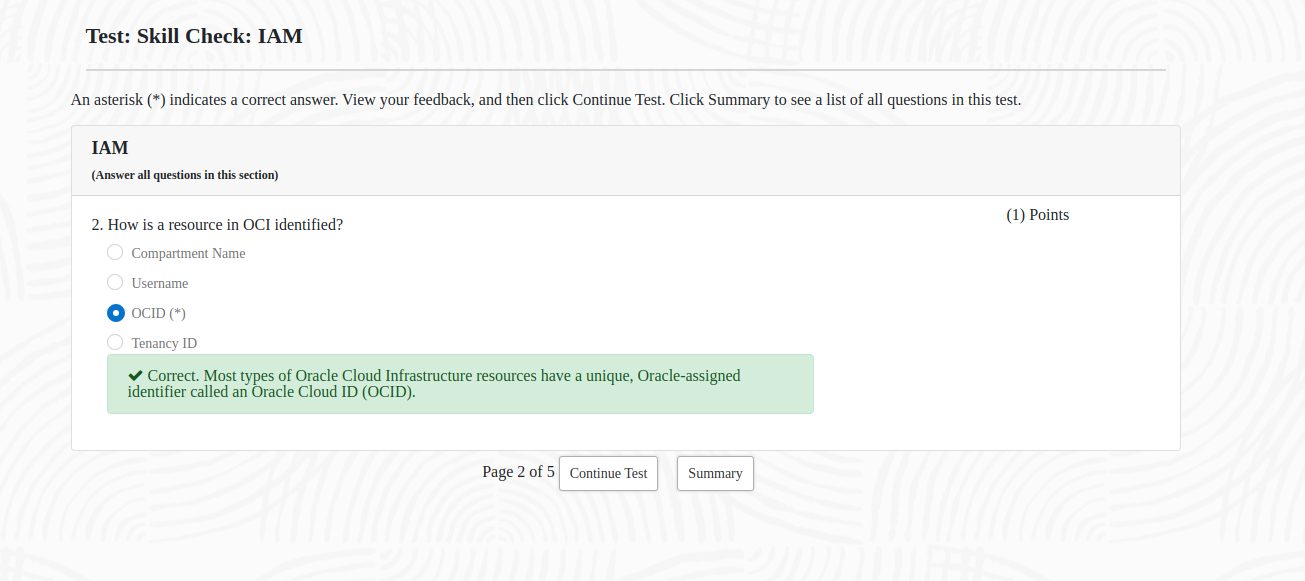 Test: Skill Check: IAM
An asterisk (*) indicates a correct answer. View your feedback, and then click Continue Test. Click Summary to see a list of all questions in this test.
IAM
(Answer all questions in this section)
2. How is a resource in OCI identified?
(1) Points
Compartment Name
Username
OCID (*)
Tenancy ID
Correct. Most types of Oracle Cloud Infrastructure resources have a unique, Oracle-assigned
identifier called an Oracle Cloud ID (OCID).
Page 2 of 5 Continue Test Summary